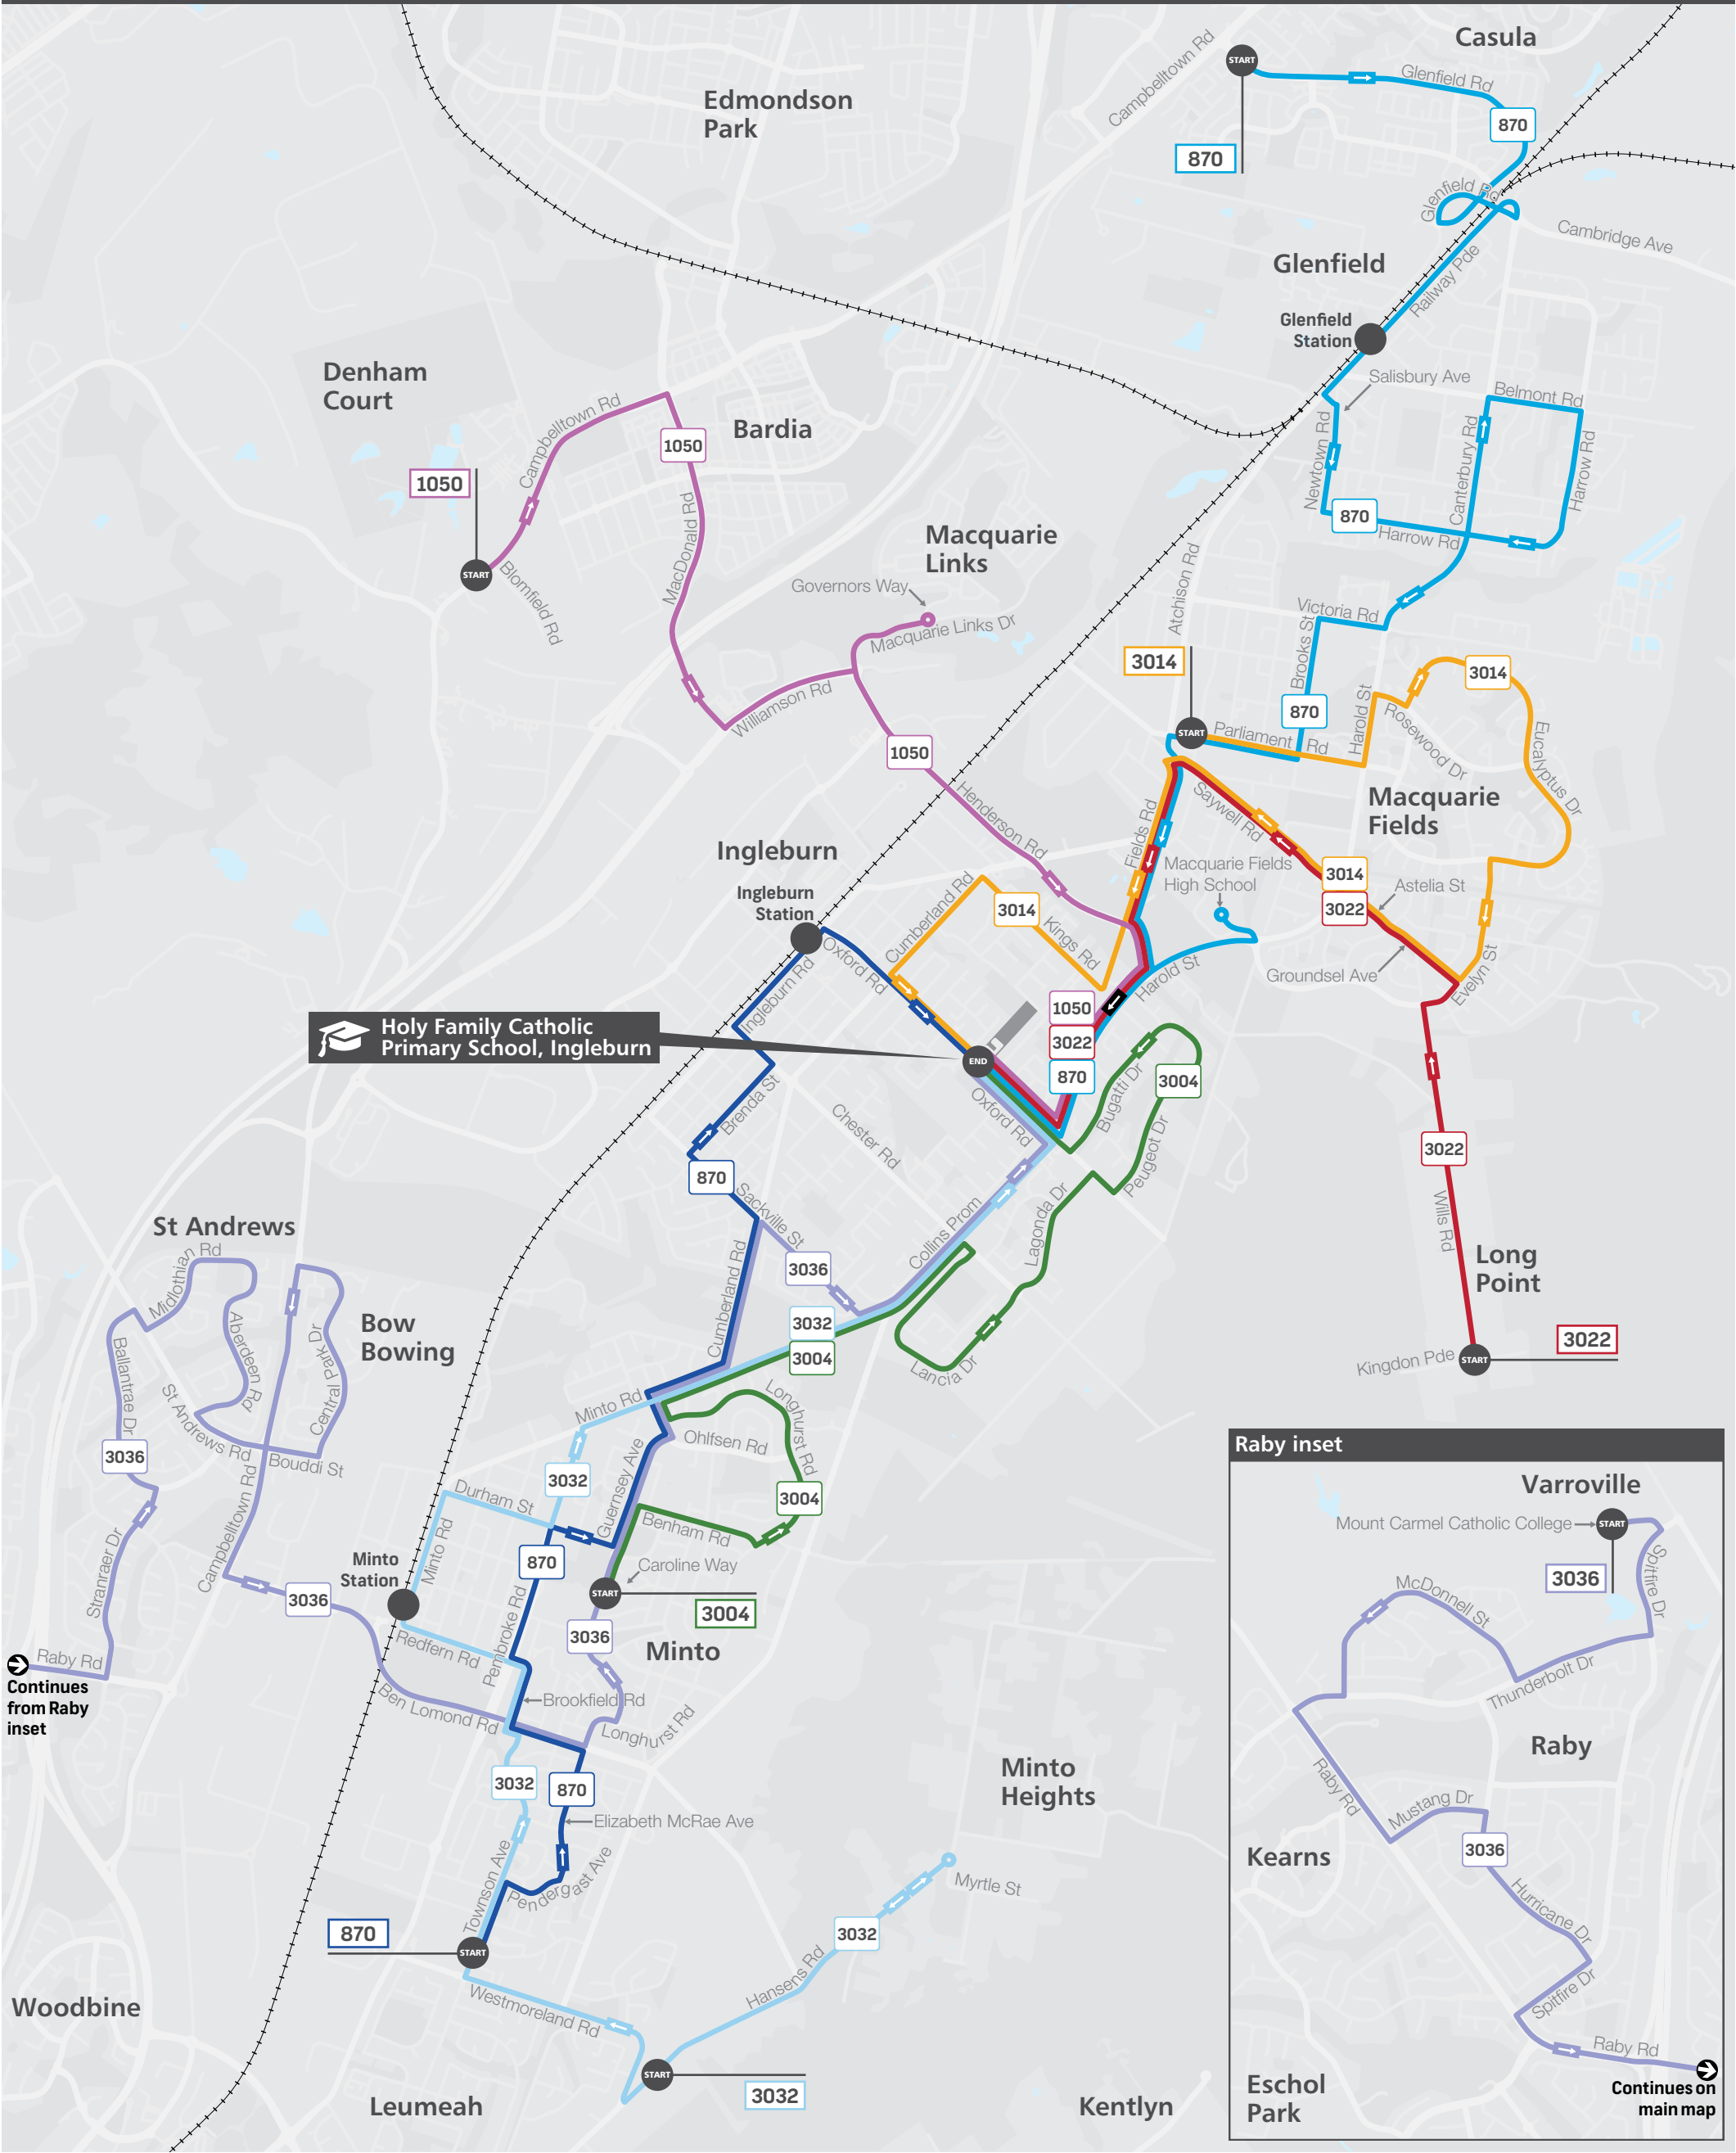 Casula
Campbelltown Rd
START
Glenfield Rd
870
870
Edmondson
Park
Glenfield Rd
Cambridge Ave
Glenfield
Railway Pde
Glenfield
Station
Salisbury Ave
Belmont Rd
Newtown Rd
Canterbury Rd
Harrow Rd
870
Harrow Rd
Denham
Court
Campbelltown Rd
Bardia
1050
1050
START
Blomfield Rd
MacDonald Rd
Macquarie
Links
Governors Way
Macquarie Links Dr
Williamson Rd
1050
Henderson Rd
Atchison Rd
Victoria Rd
Brooks St
3014
870
START
Parliament Rd
Harold St
Rosewood Dr
3014
Eucalyptus Dr
Macquarie
Fields
Saywell Rd
Fields Rd
Macquarie Fields
High School
3014
3022
Astelia St
Groundsel Ave
Evelyn St
Ingleburn
Ingleburn
Station
Cumberland Rd
3014
Kings Rd
Oxford Rd
Ingleburn Rd
Harold St
1050
3022
870
Holy Family Catholic
Primary School, Ingleburn
END
Oxford Rd
Bugatti Dr
3004
Peugeot Dr
Brenda St
Chester Rd
870
Sackville St
3022
Wills Rd
Long
Point
3022
Kingdon Pde
START
Collins Prom
Lagonda Dr
3036
Cumberland Rd
3032
3004
Lancia Dr
St Andrews
Midlothian Rd
Aberdeen Rd
Ballantrae Dr
St Andrews Rd
Central Park Dr
Bow
Bowing
3036
Bouddi St
Campbelltown Rd
Stranraer Dr
3036
Raby Rd
Continues
from Raby
inset
Minto Rd
Longhurst Rd
Ohlfsen Rd
Guernsey Ave
3032
3004
Durham St
Benham Rd
Minto Rd
Minto
Station
870
Caroline Way
START
3004
3036
Minto
Redfern Rd
Pembroke Rd
Brookfield Rd
Ben Lomond Rd
Longhurst Rd
3032
870
Elizabeth McRae Ave
Townson Ave
Pendergast Ave
Minto
Heights
Myrtle St
3032
870
START
Hansens Rd
Westmoreland Rd
Woodbine
START
3032
Leumeah
Kentlyn
Raby inset
Varroville
Mount Carmel Catholic College
START
3036
Spitfire Dr
McDonnell St
Thunderbolt Dr
Raby
Raby Rd
Mustang Dr
3036
Kearns
Hurricane Dr
Spitfire Dr
Raby Rd
Eschol
Park
Continues on
main map